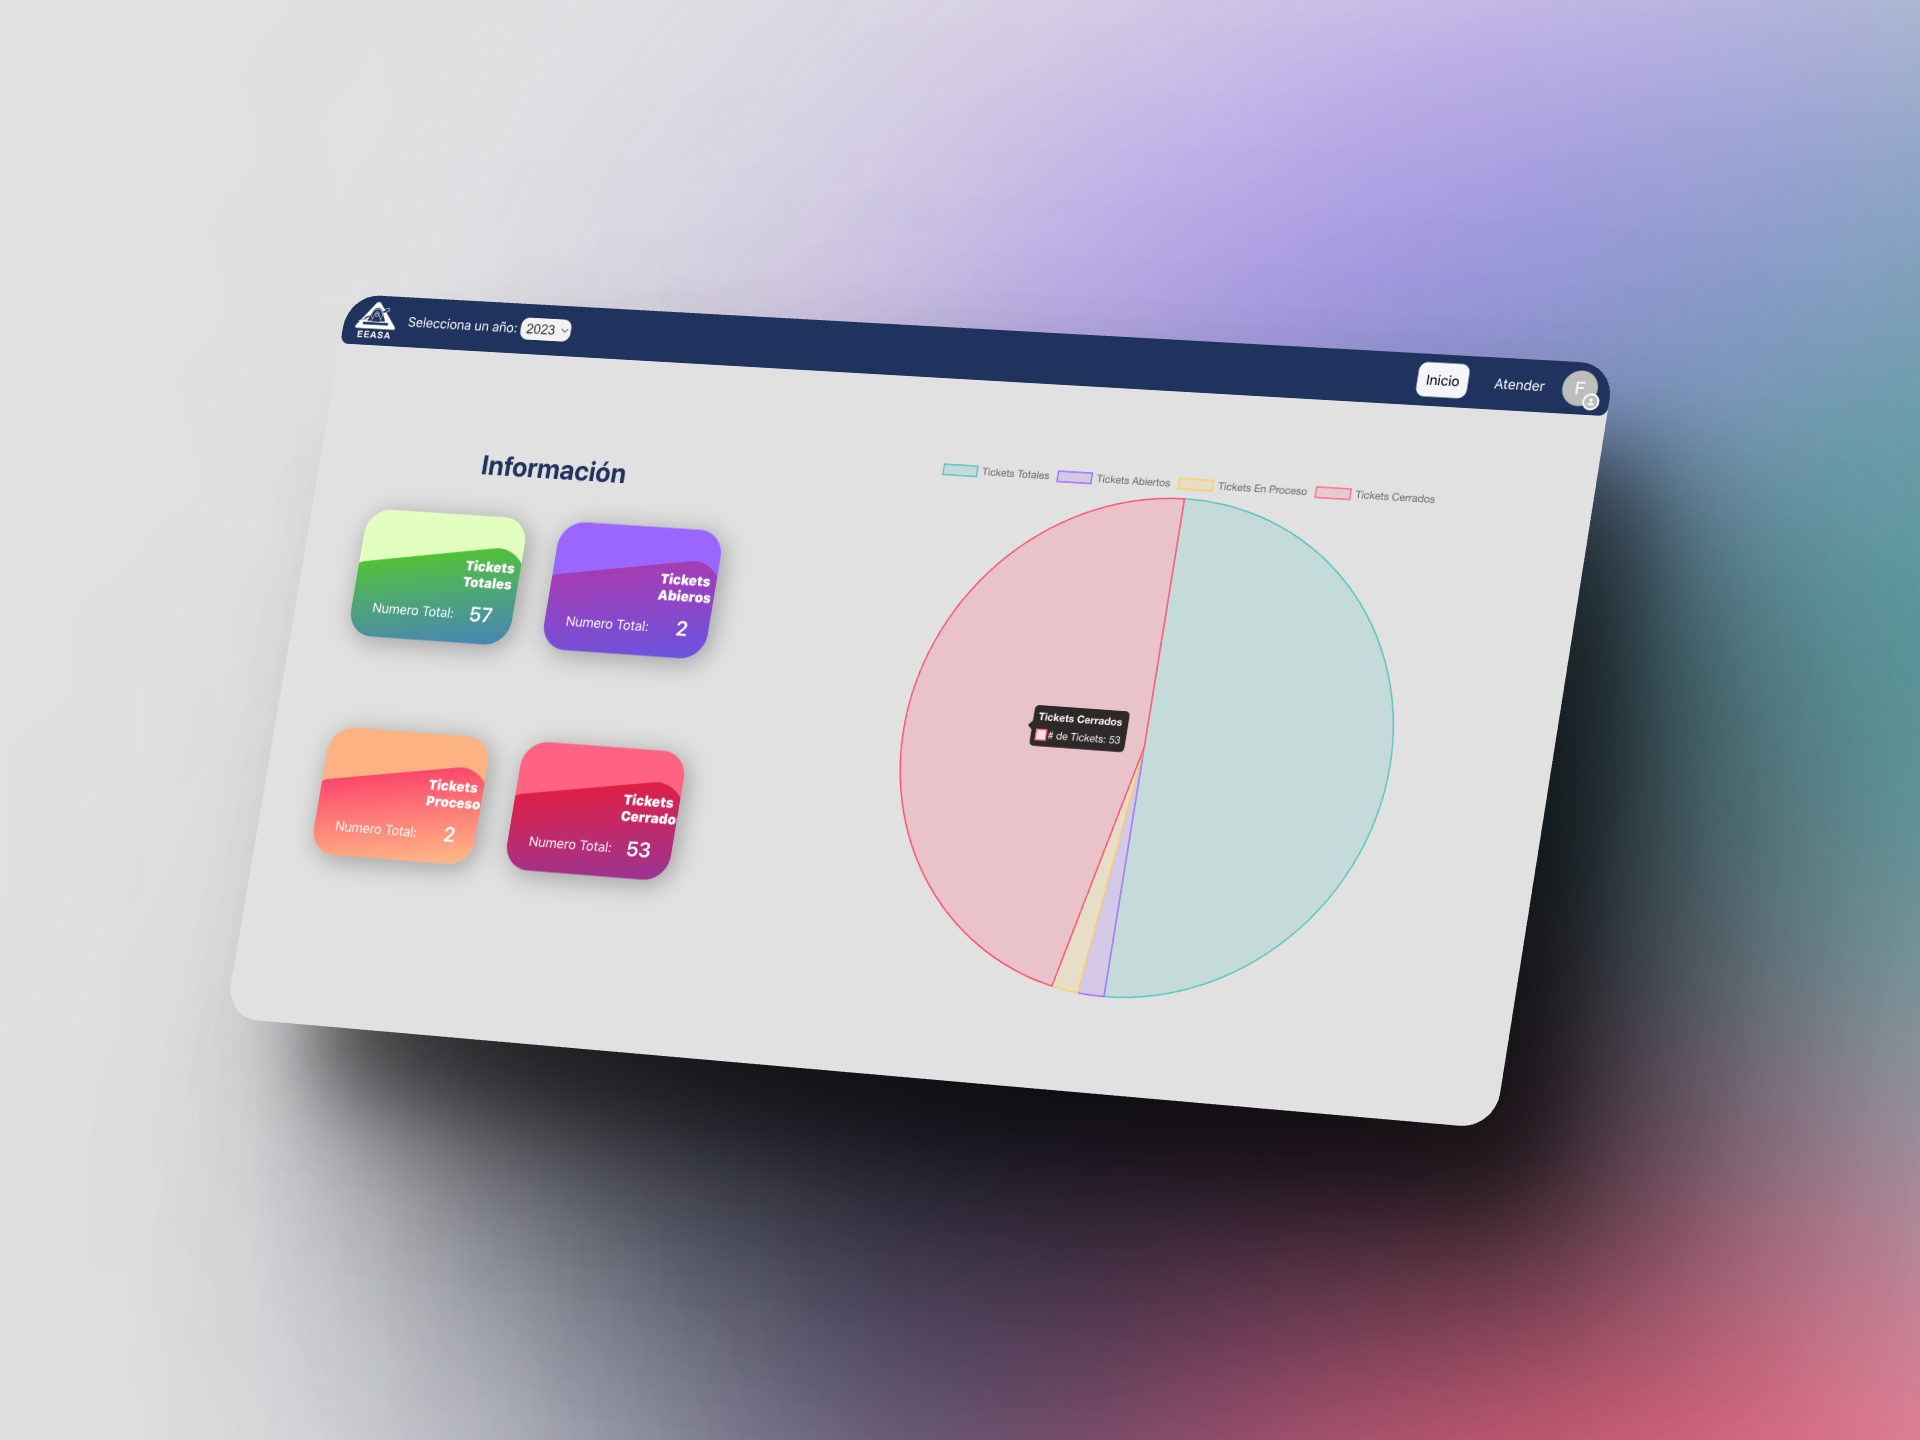 EEASA
Selecciona un año: 2023
Inicio
Atender
F
Información
Tickets
Totales
Numero Total: 57
Tickets
Abieros
Numero Total: 2
Tickets
Proceso
Numero Total: 2
Tickets
Cerrado
Numero Total: 53
Tickets Totales
Tickets Abiertos
Tickets En Proceso
Tickets Cerrados
Tickets Cerrados
# de Tickets: 53